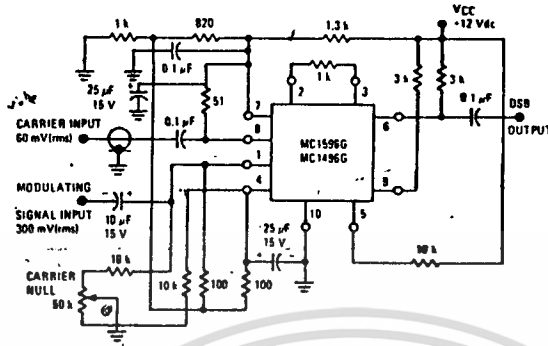 1 k
820
1,3 k
VCC
+12 Vdc
0.1 µF
1 k
3 k
3 k
25 µF
15 V
51
2
3
0.1 µF
CARRIER INPUT
60 mV(rms)
7
8
1
4
MC1596G
MC1496G
6
9
0.1 µF
DSB
OUTPUT
10
5
MODULATING
SIGNAL INPUT
300 mV(rms)
10 µF
15 V
25 µF
15 V
10 k
10 k
10 k
100
100
CARRIER
NULL
50 k